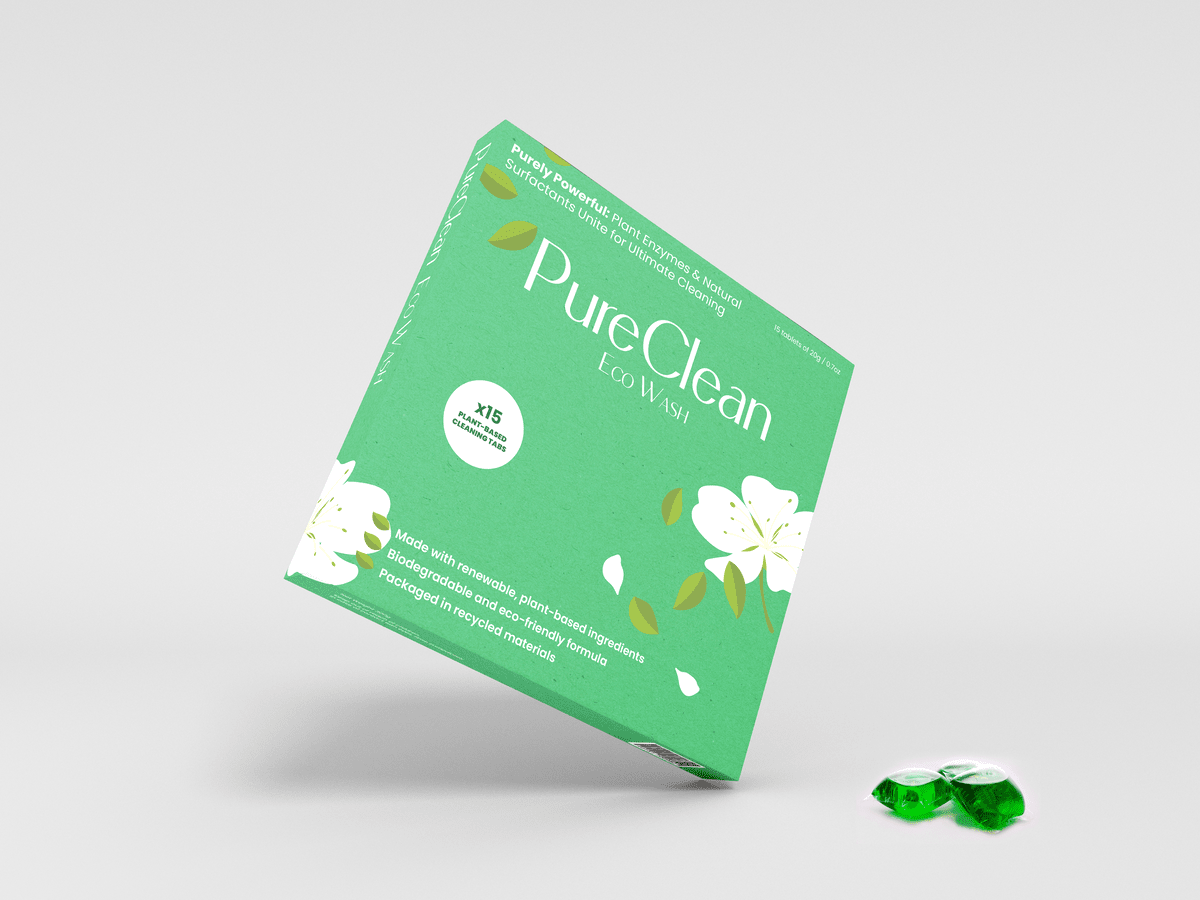 Purely Powerful: Plant Enzymes & Natural
Surfactants Unite for Ultimate Cleaning
15 tablets of 20g / 0.7oz
PureClean
Eco Wash
PureClean Eco Wash
x15
PLANT-BASED
CLEANING TABS
Made with renewable, plant-based ingredients
Biodegradable and eco-friendly formula
Packaged in recycled materials